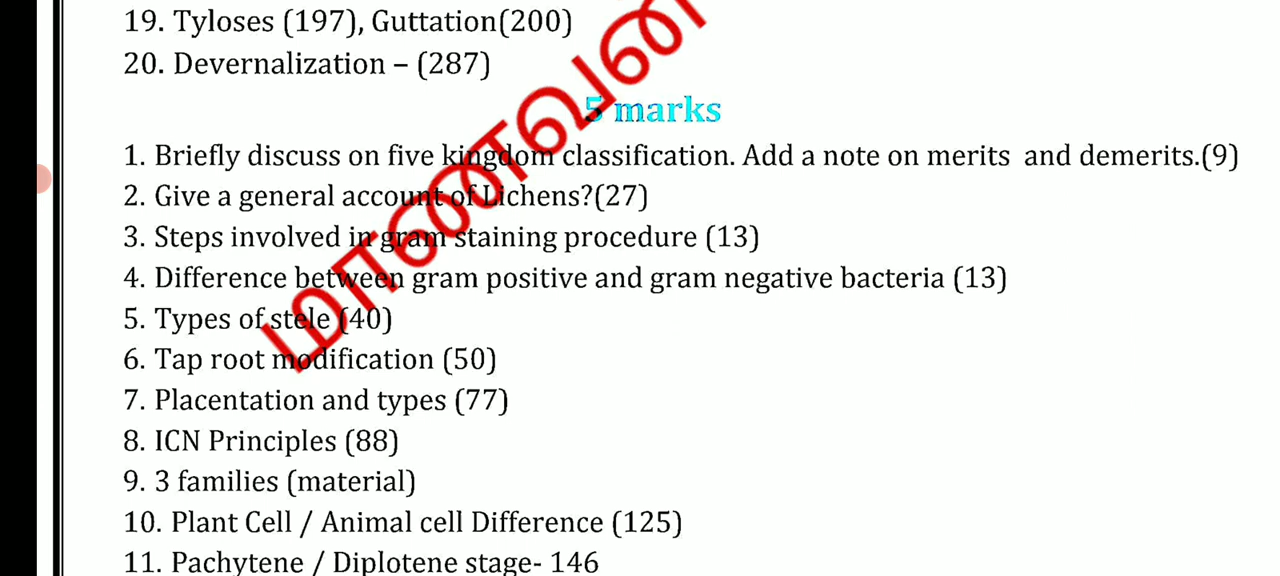 19. Tyloses (197), Guttation(200)
20. Devernalization – (287)
5 marks
1. Briefly discuss on five kingdom classification. Add a note on merits and demerits.(9)
2. Give a general account of Lichens?(27)
3. Steps involved in gram staining procedure (13)
4. Difference between gram positive and gram negative bacteria (13)
5. Types of stele (40)
6. Tap root modification (50)
7. Placentation and types (77)
8. ICN Principles (88)
9. 3 families (material)
10. Plant Cell / Animal cell Difference (125)
11. Pachytene / Diplotene stage- 146